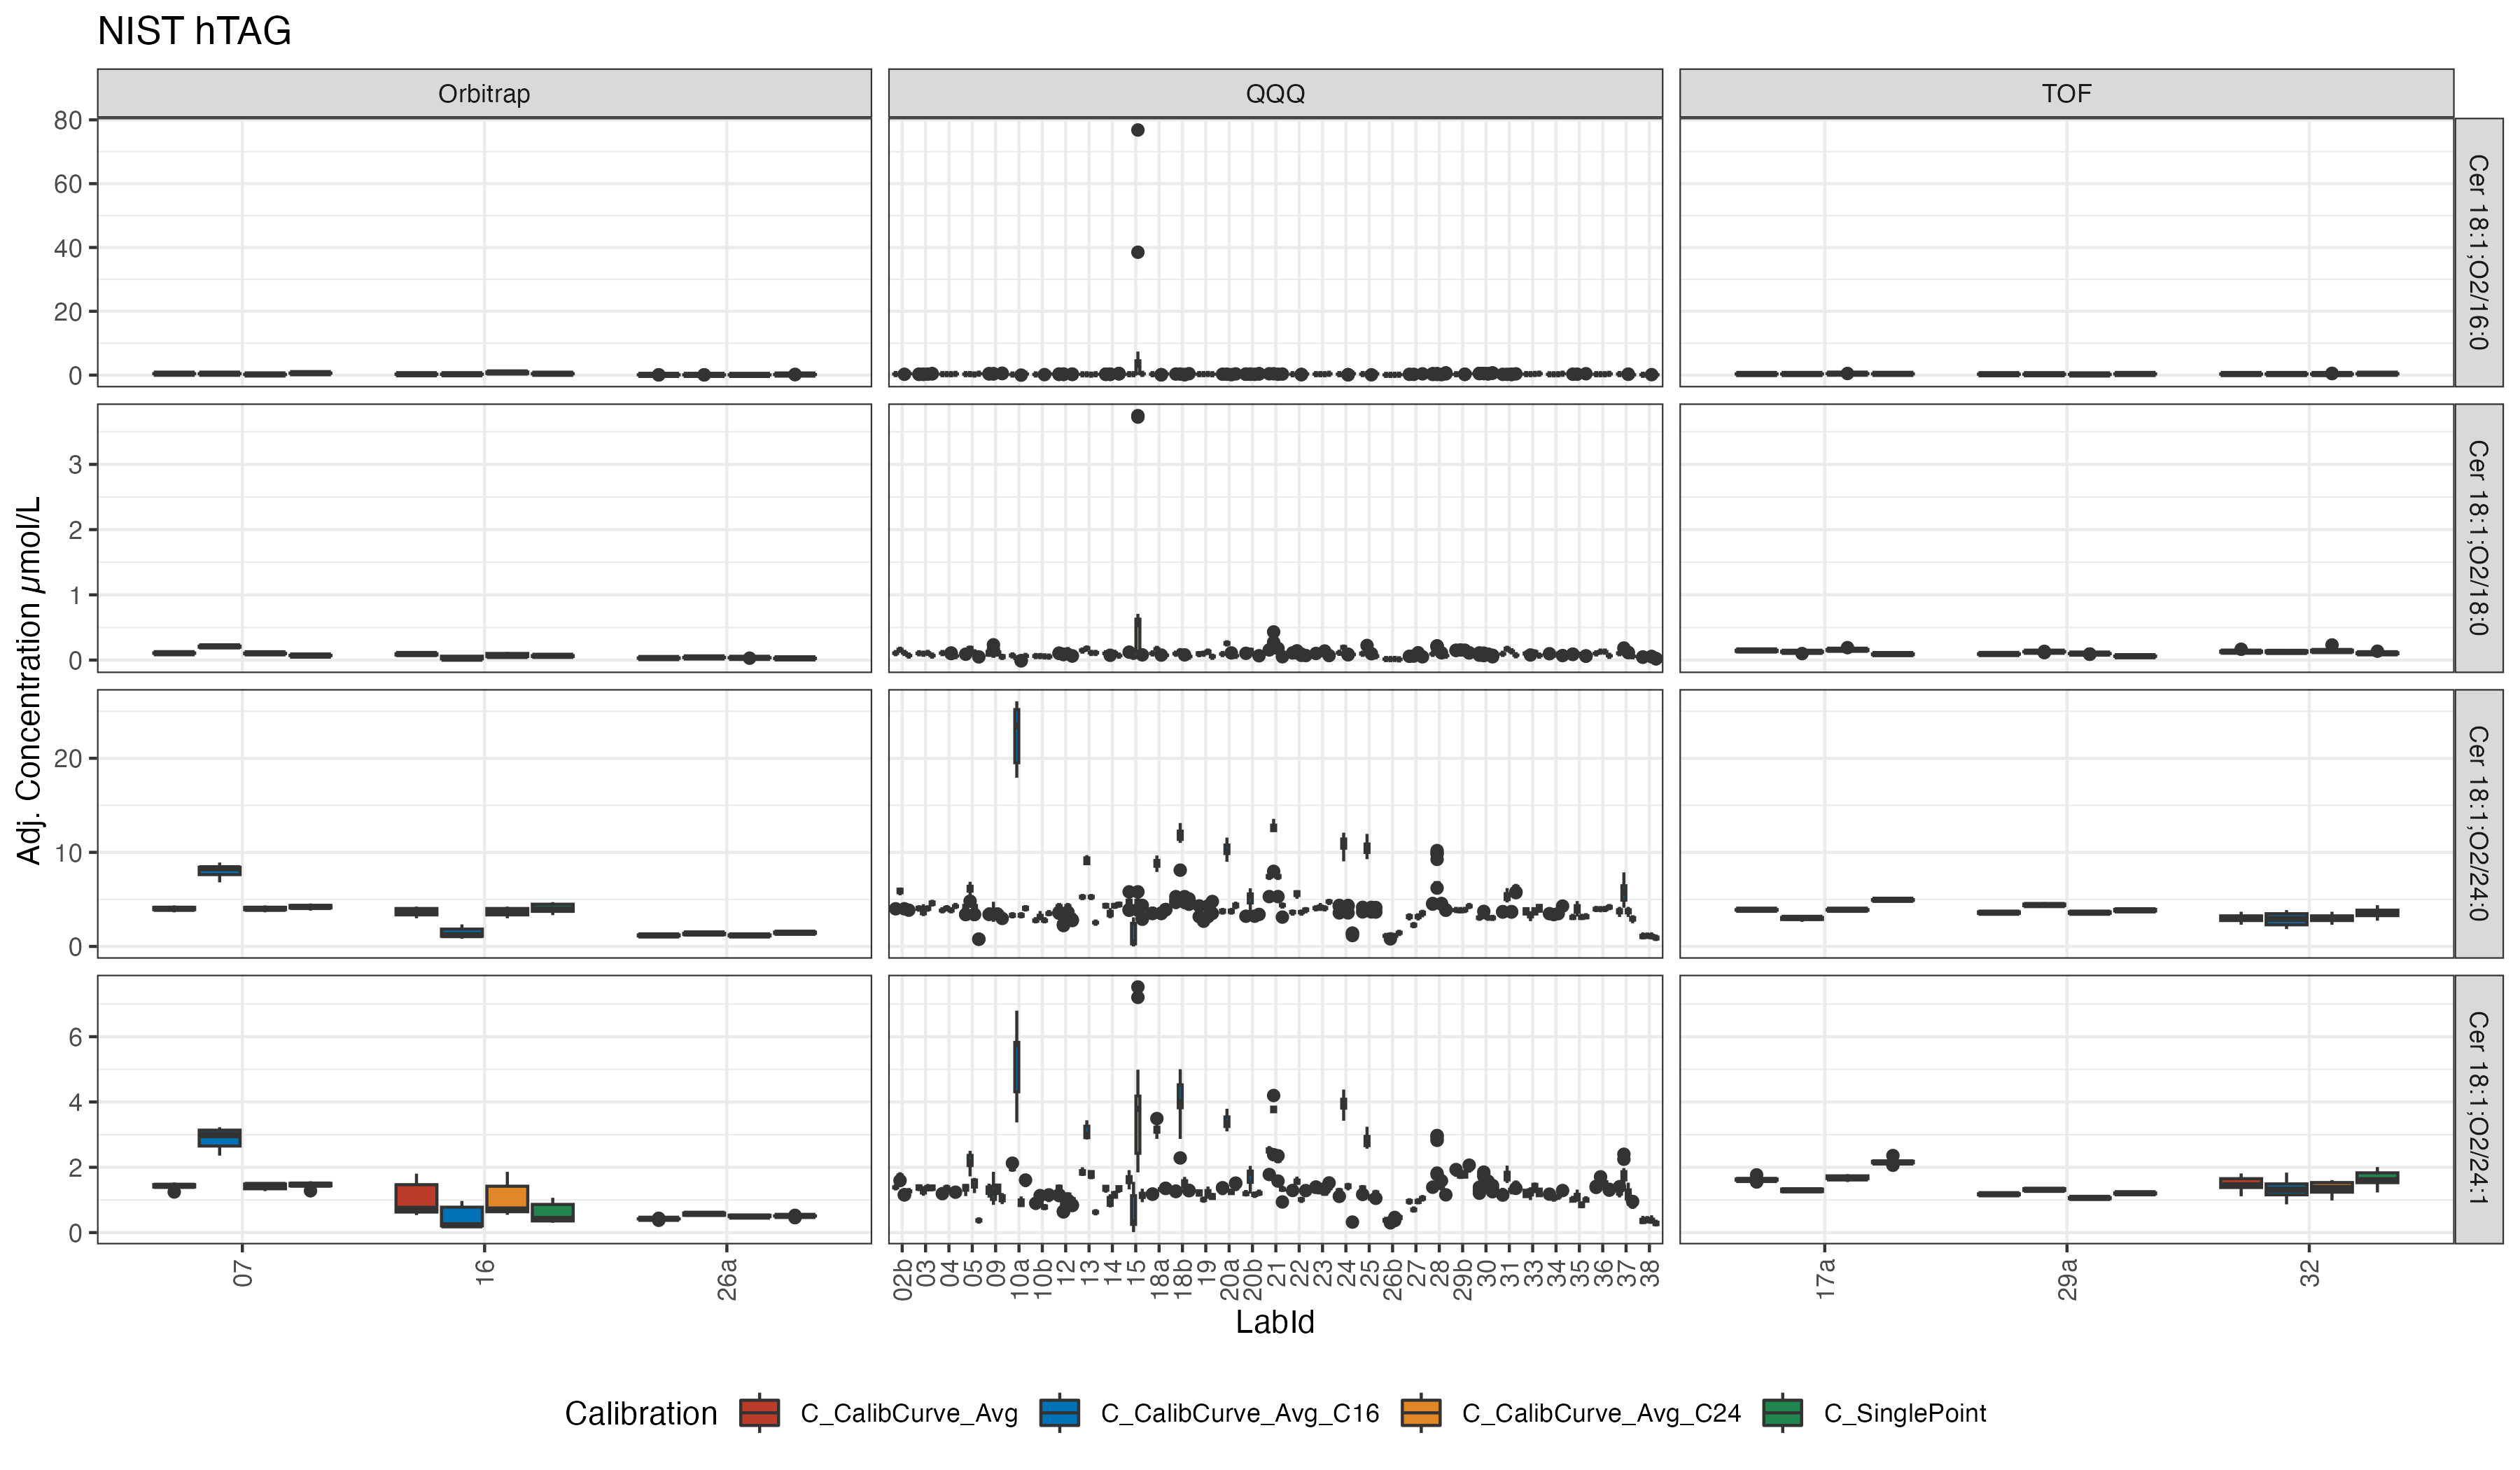 NIST hTAG
Orbitrap
QQQ
TOF
80
60
40
20
0
Cer 18:1;O2/16:0
3
2
1
0
Cer 18:1;O2/18:0
20
10
0
Cer 18:1;O2/24:0
6
4
2
0
Cer 18:1;O2/24:1
Adj. Concentration µmol/L
07
16
26a
02b
03
04
05
09
10a
10b
12
13
14
15
18a
18b
19
20a
20b
21
22
23
24
25
26b
27
28
29b
30
31
33
34
35
36
37
38
17a
29a
32
LabId
Calibration C_CalibCurve_Avg C_CalibCurve_Avg_C16 C_CalibCurve_Avg_C24 C_SinglePoint